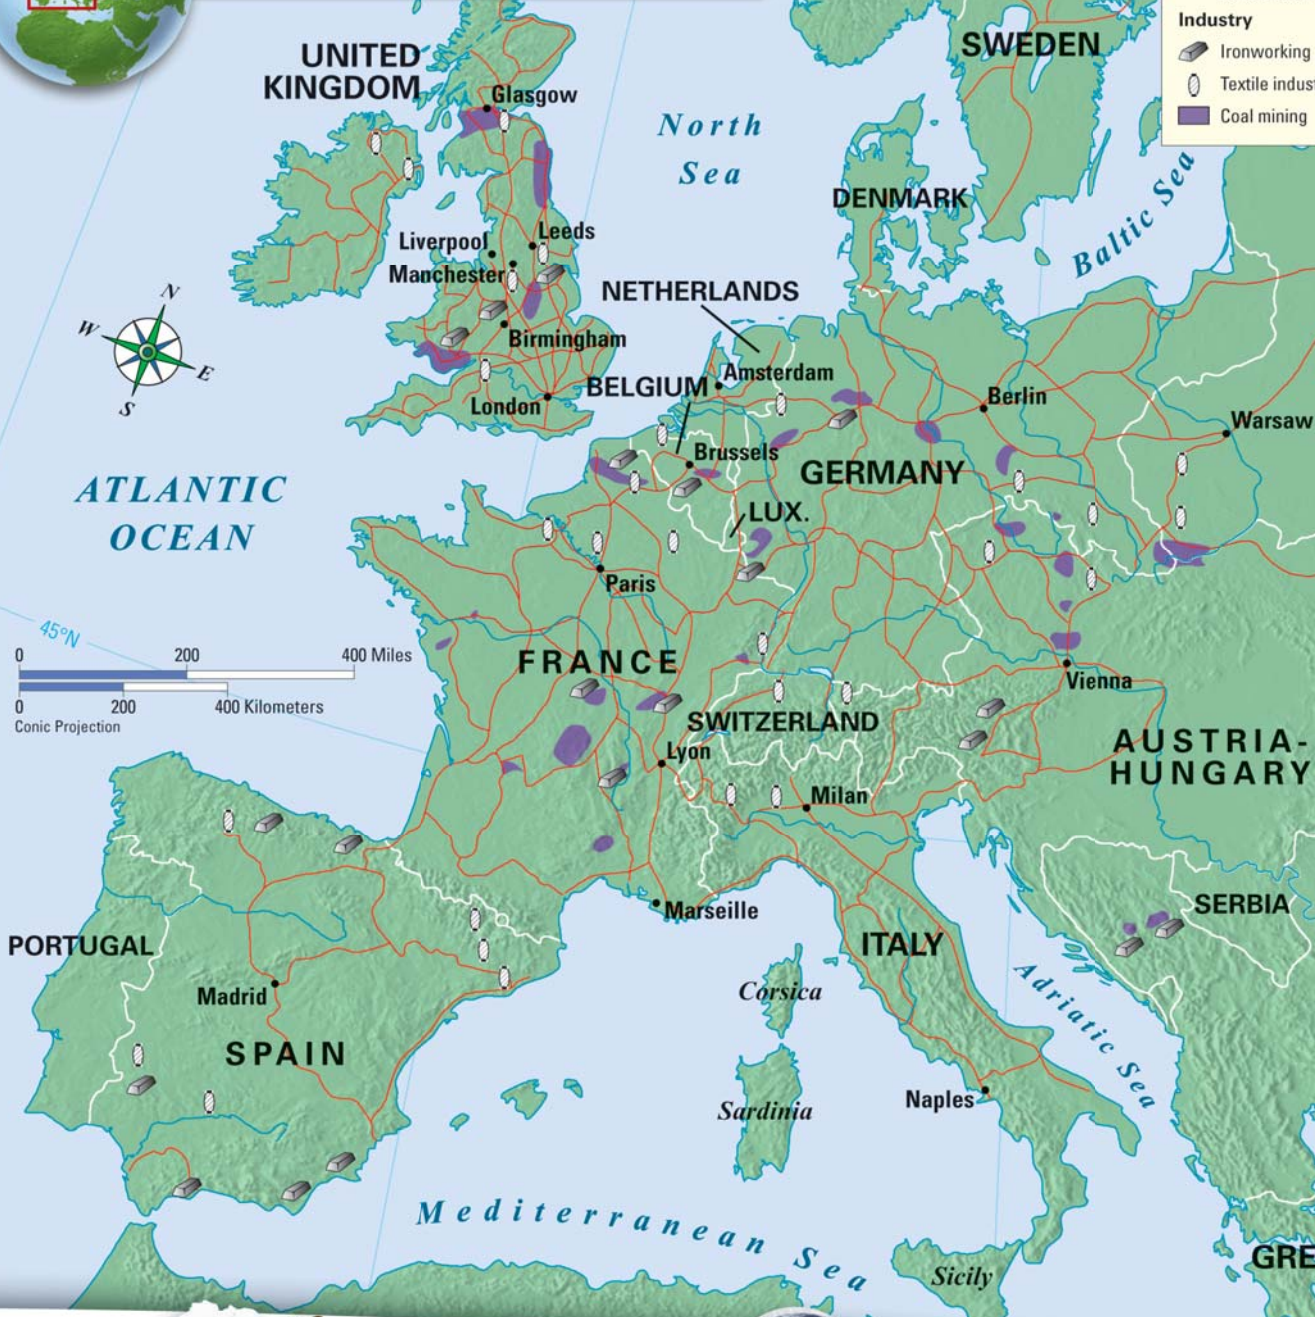 UNITED
KINGDOM
Glasgow
North
Sea
SWEDEN
Industry
Ironworking
Textile indust
Coal mining
DENMARK
Baltic Sea
Liverpool
Leeds
Manchester
Birmingham
London
NETHERLANDS
BELGIUM
Amsterdam
Berlin
Warsaw
Brussels
GERMANY
LUX.
N
W
E
S
ATLANTIC
OCEAN
Paris
45°N
0 200 400 Miles
0 200 400 Kilometers
Conic Projection
FRANCE
SWITZERLAND
Vienna
AUSTRIA-
HUNGARY
Lyon
Milan
SERBIA
Marseille
PORTUGAL
ITALY
Madrid
Corsica
Adriatic Sea
SPAIN
Sardinia
Naples
Mediterranean Sea
Sicily
GRE